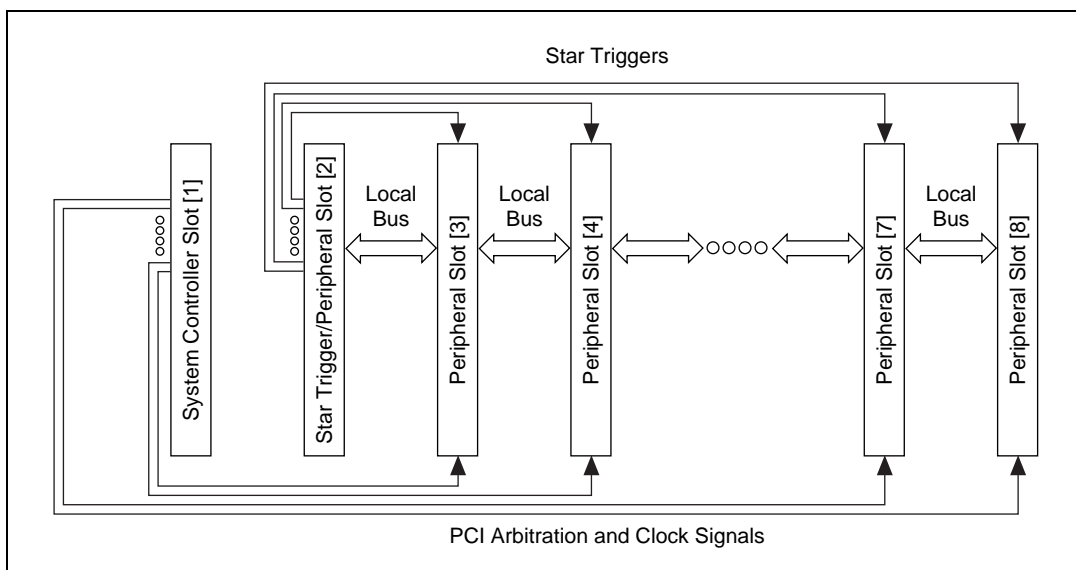 Star Triggers
System Controller Slot [1]
Star Trigger/Peripheral Slot [2]
Local
Bus
Peripheral Slot [3]
Local
Bus
Peripheral Slot [4]
Peripheral Slot [7]
Local
Bus
Peripheral Slot [8]
PCI Arbitration and Clock Signals